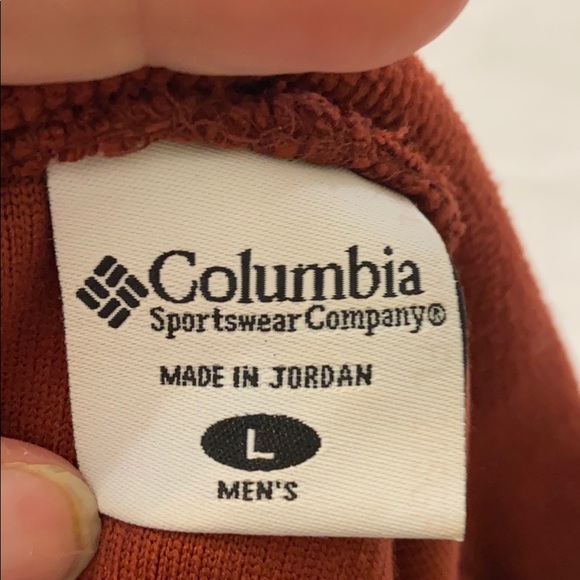 Columbia
Sportswear Company®
MADE IN JORDAN
L
MEN'S